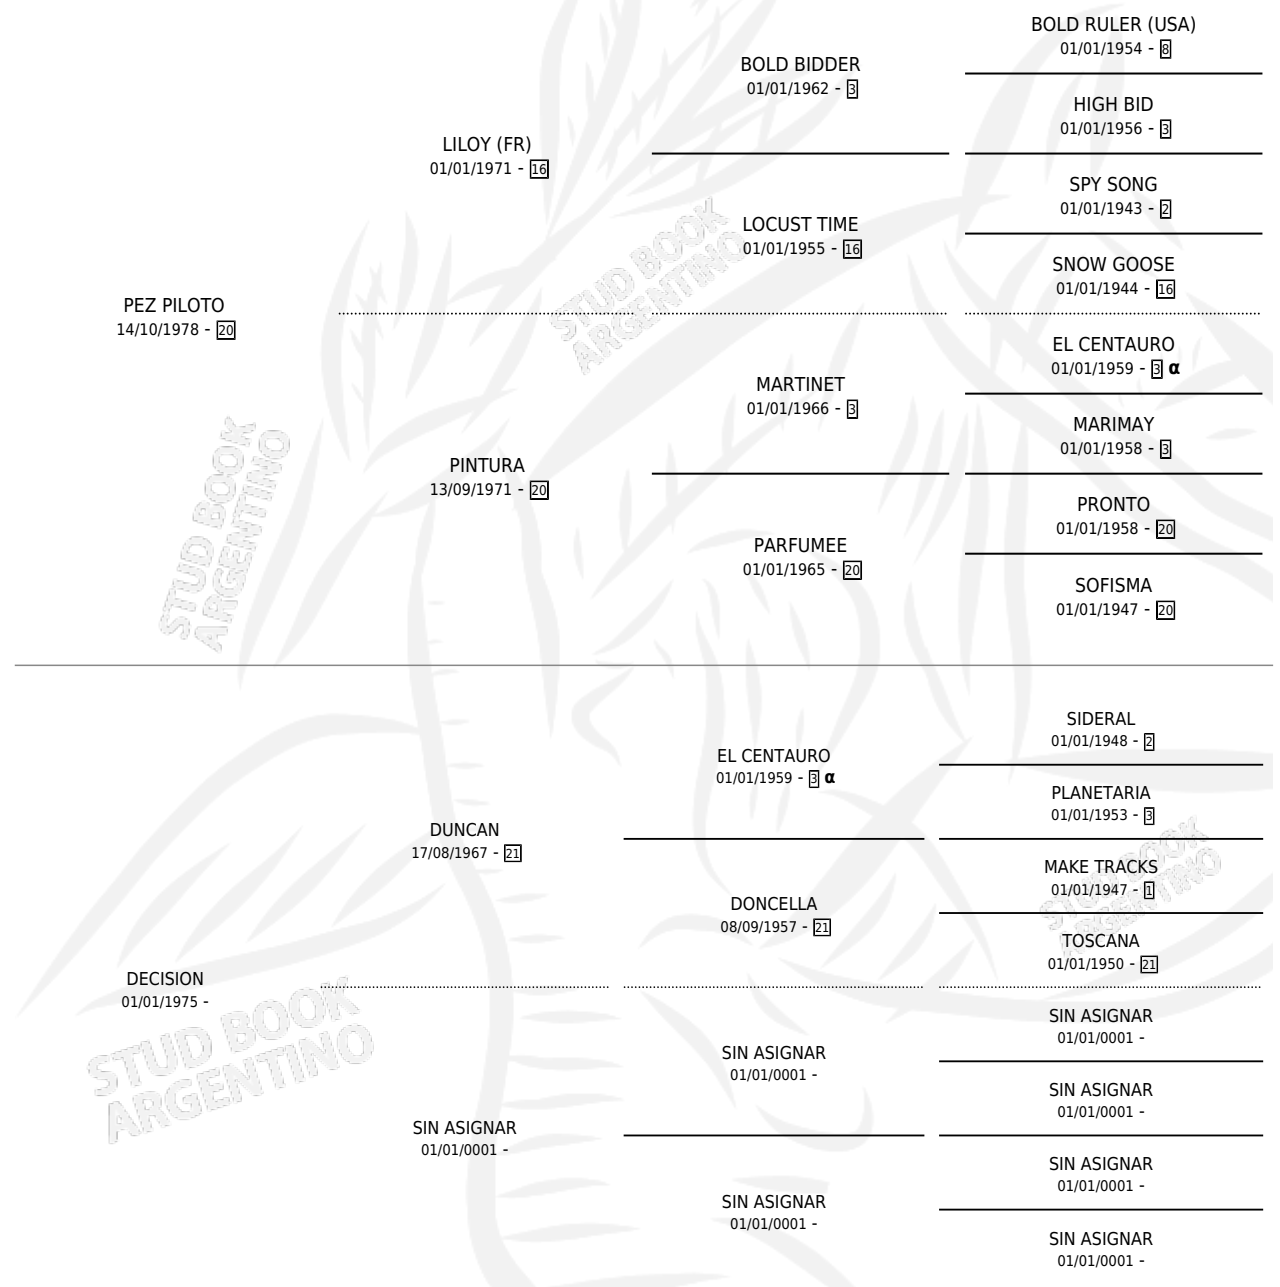 BOLD RULER (USA)
01/01/1954 - 8
BOLD BIDDER
01/01/1962 - 3
HIGH BID
01/01/1956 - 3
LILOY (FR)
01/01/1971 - 16
SPY SONG
01/01/1943 - 2
LOCUST TIME
01/01/1955 - 16
SNOW GOOSE
01/01/1944 - 16
PEZ PILOTO
14/10/1978 - 20
EL CENTAURO
01/01/1959 - 3 α
MARTINET
01/01/1966 - 3
MARIMAY
01/01/1958 - 3
PINTURA
13/09/1971 - 20
PRONTO
01/01/1958 - 20
PARFUMEE
01/01/1965 - 20
SOFISMA
01/01/1947 - 20
STUD BOOK
ARGENTINO
STUD BOOK
ARGENTINO
SIDERAL
01/01/1948 - 2
EL CENTAURO
01/01/1959 - 3 α
PLANETARIA
01/01/1953 - 3
DUNCAN
17/08/1967 - 21
MAKE TRACKS
01/01/1947 - 1
DONCELLA
08/09/1957 - 21
TOSCANA
01/01/1950 - 21
DECISION
01/01/1975 -
SIN ASIGNAR
01/01/0001 -
SIN ASIGNAR
01/01/0001 -
SIN ASIGNAR
01/01/0001 -
SIN ASIGNAR
01/01/0001 -
SIN ASIGNAR
01/01/0001 -
SIN ASIGNAR
01/01/0001 -
SIN ASIGNAR
01/01/0001 -
STUD BOOK
ARGENTINO
STUD BOOK
ARGENTINO